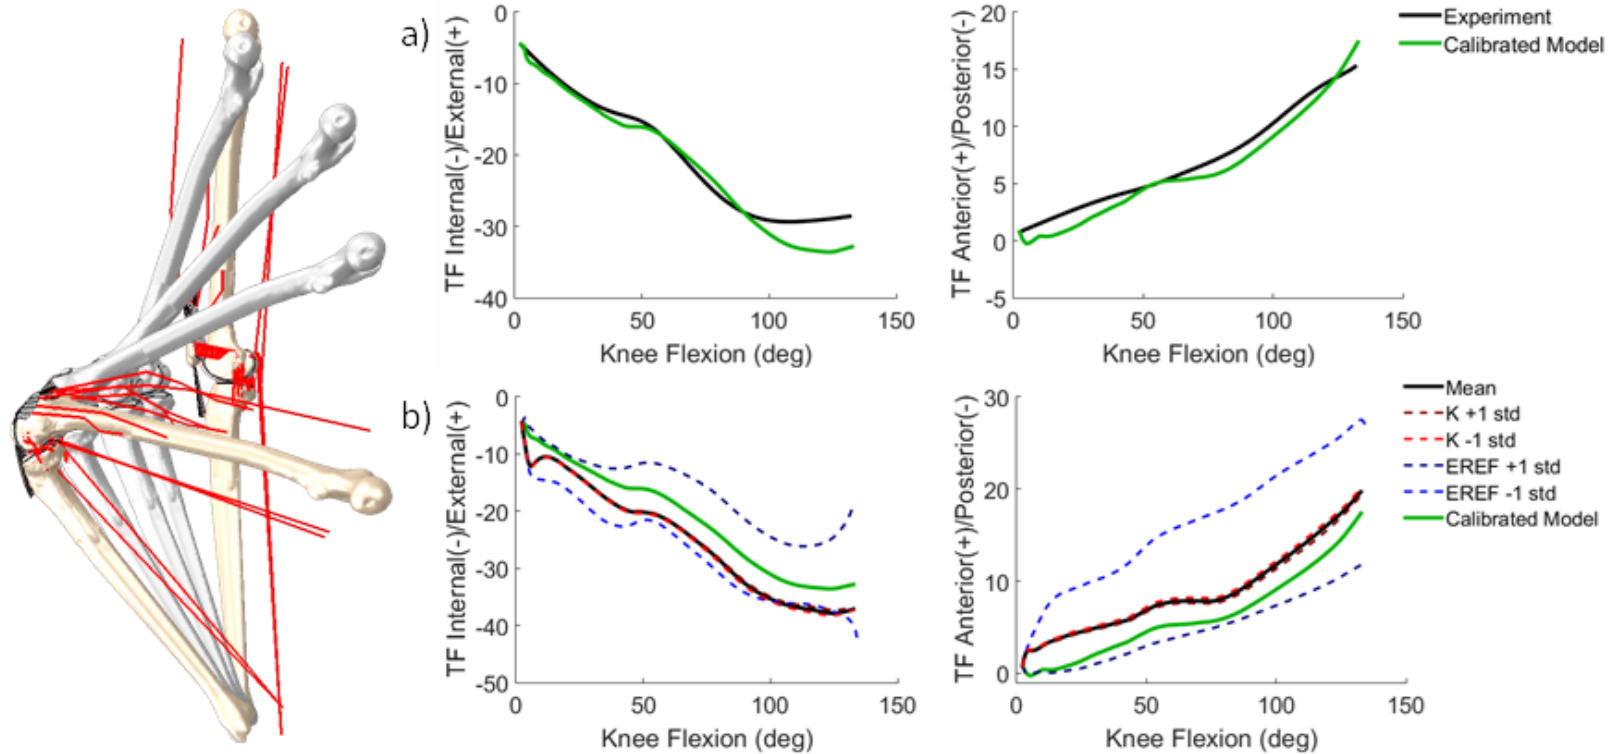 a)
TF Internal(-)/External(+)
0
-10
-20
-30
-40
0 50 100 150
Knee Flexion (deg)
TF Anterior(+)/Posterior(-)
20
15
10
5
0
-5
0 50 100 150
Knee Flexion (deg)
Experiment
Calibrated Model
b)
TF Internal(-)/External(+)
0
-10
-20
-30
-40
-50
0 50 100 150
Knee Flexion (deg)
TF Anterior(+)/Posterior(-)
30
20
10
0
0 50 100 150
Knee Flexion (deg)
Mean
K +1 std
K -1 std
EREF +1 std
EREF -1 std
Calibrated Model